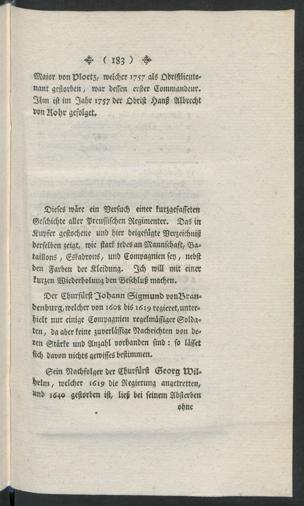 ( 183 )
Major von Ploetz, welcher 1757 als Obristlieute-
nant gestorben, war dessen erster Commandeur.
Ihm ist im Jahr 1757 der Obrist Hanß Albrecht
von Rohr gefolget.
Dieses wäre ein Versuch einer kurzgefaßten
Geschichte aller Preussischen Regimenter. Das in
Kupfer gestochene und hier beigefügte Verzeichniß
derselben zeigt, wie stark jedes an Mannschaft, Ba-
taillons, Esfadrons, und Compagnien sey, nebst
den Farben der Kleidung. Ich will mit einer
kurzen Wiederholung den Beschluß machen.
Der Churfürst Johann Sigmund von Bran-
denburg, welcher von 1608 bis 1619 regieret, unter-
hielt nur einige Compagnien regelmässiger Solda-
ten, da aber keine zuverlässige Nachrichten von de-
ren Stärke und Anzahl vorhanden sind: so lässet
sich davon nichts gewisses bestimmen.
Sein Nachfolger der Churfürst Georg Wil-
helm, welcher 1619 die Regierung angetretten,
und 1640 gestorben ist, ließ bei seinem Absterben
ohne